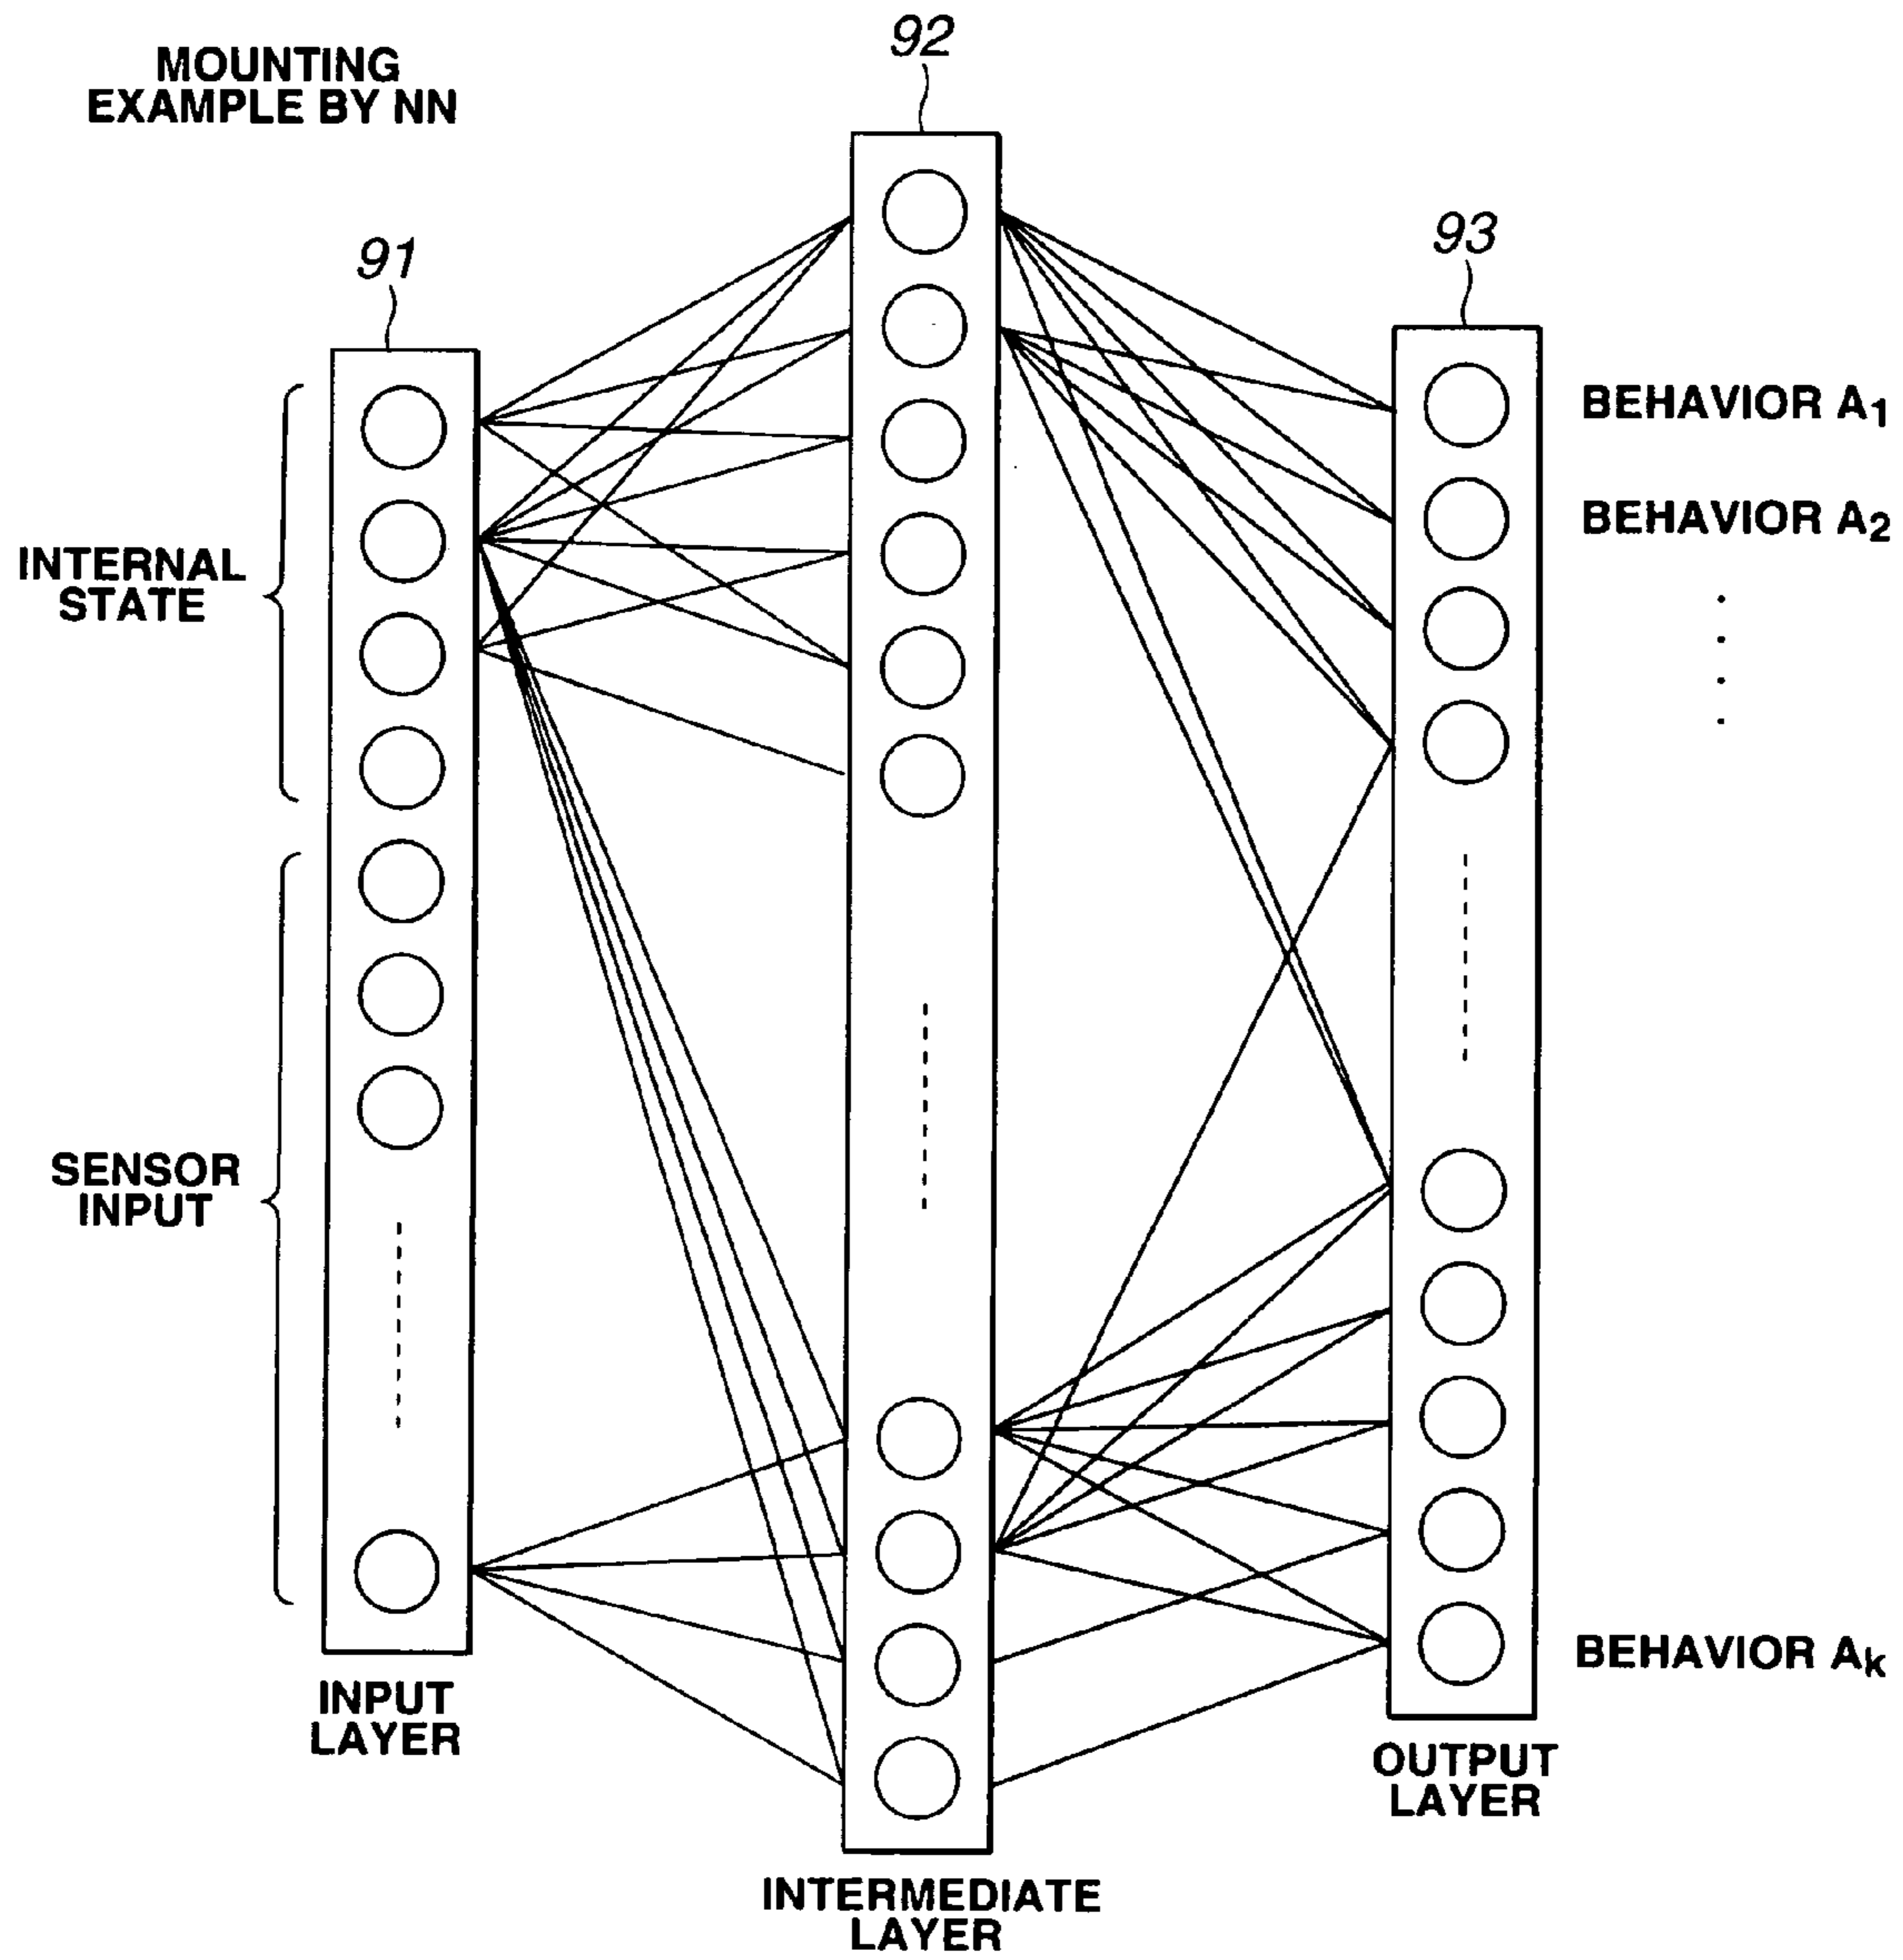 MOUNTING
EXAMPLE BY NN
92
91
93
BEHAVIOR A1
BEHAVIOR A2
INTERNAL
STATE
SENSOR
INPUT
BEHAVIOR Ak
INPUT
LAYER
OUTPUT
LAYER
INTERMEDIATE
LAYER